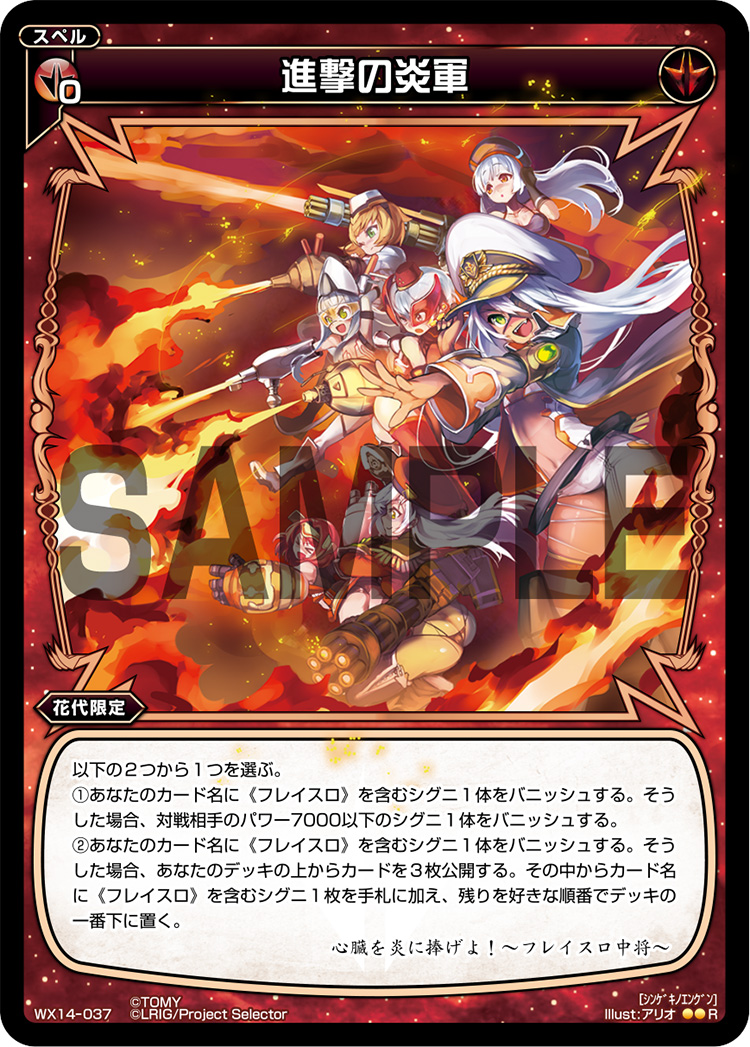 スペル
0
進撃の炎軍
SAMPLE
花代限定
以下の2つから1つを選ぶ。
①あなたのカード名に《フレイスロ》を含むシグニ1体をバニッシュする。そう
した場合、対戦相手のパワー7000以下のシグニ1体をバニッシュする。
②あなたのカード名に《フレイスロ》を含むシグニ1体をバニッシュする。そう
した場合、あなたのデッキの上からカードを3枚公開する。その中からカード名
に《フレイスロ》を含むシグニ1枚を手札に加え、残りを好きな順番でデッキの
一番下に置く。
心臓を炎に捧げよ!～フレイスロ中将～
WX14-037 ©TOMY
©LRIG/Project Selector
[ｼﾝｹﾞｷﾉｴﾝｸﾞﾝ]
Illust:アリオ R